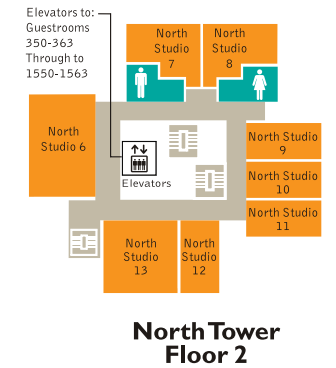 Elevators to:
Guestrooms
350-363
Through to
1550-1563
North
Studio
7
North
Studio
8
North
Studio 6
Elevators
North Studio
9
North Studio
10
North Studio
11
North
Studio
13
North
Studio
12
North Tower
Floor 2